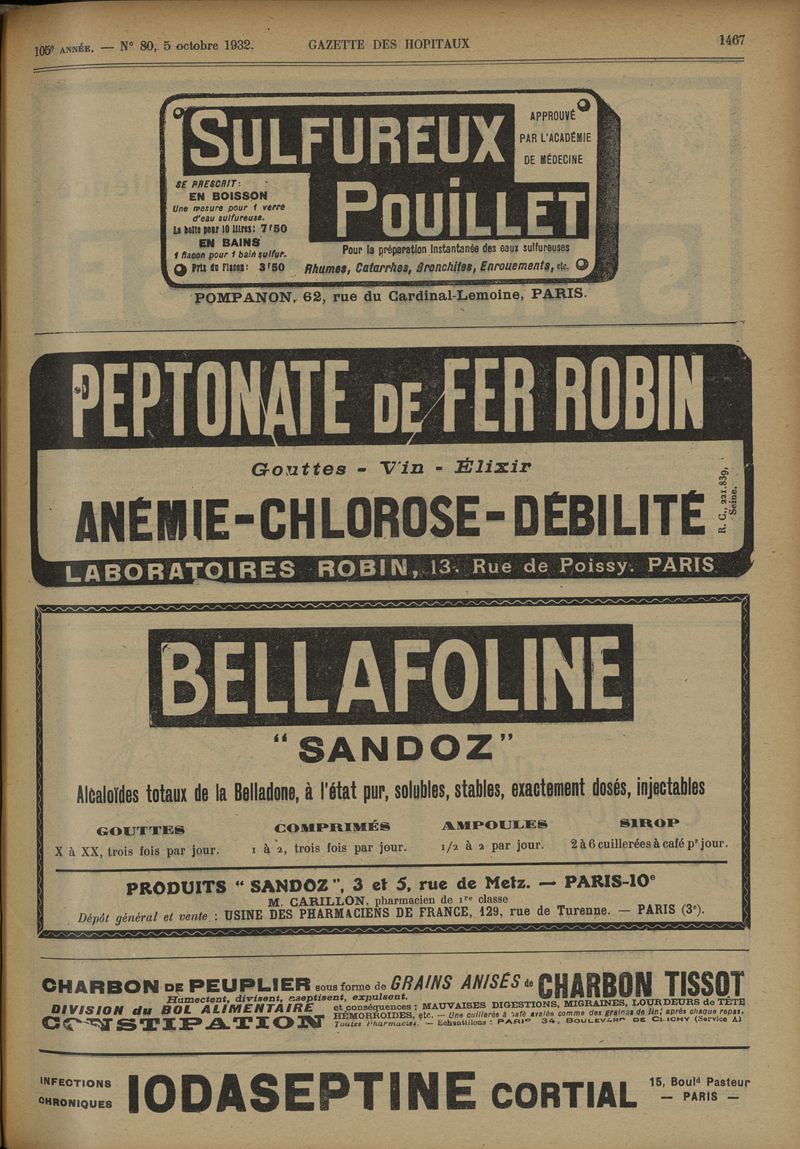 105e ANNÉE. — N° 80, 5 octobre 1932. GAZETTE DES HOPITAUX 1467
SULFUREUX
POUILLET
APPROUVÉ
PAR L'ACADÉMIE
DE MÉDECINE
SE PRESCRIT:
EN BOISSON
Une mesure pour 1 verre
d'eau sulfureuse.
La boîte pour 10 litres: 7f50
EN BAINS
1 flacon pour 1 bain sulfur.
Prix du Flacon: 3f50
Pour la préparation instantanée des eaux sulfureuses
Rhumes, Catarrhes, Bronchites, Enrouements, etc.
POMPANON, 62, rue du Cardinal-Lemoine, PARIS.
PEPTONATE DE FER ROBIN
Gouttes - Vin - Élixir
ANÉMIE-CHLOROSE-DÉBILITÉ
R. C., 221.839,
Seine.
LABORATOIRES ROBIN, 13. Rue de Poissy. PARIS
BELLAFOLINE
"SANDOZ"
Alcaloïdes totaux de la Belladone, à l'état pur, solubles, stables, exactement dosés, injectables
GOUTTES COMPRIMÉS AMPOULES SIROP
X à XX, trois fois par jour. 1 à 2, trois fois par jour. 1/2 à 2 par jour. 2 à 6 cuillerées à café pr jour.
PRODUITS "SANDOZ", 3 et 5, rue de Metz. — PARIS-10e
M. CARILLON, pharmacien de 1re classe
Dépôt général et vente : USINE DES PHARMACIENS DE FRANCE, 129, rue de Turenne. — PARIS (3e).
CHARBON DE PEUPLIER sous forme de GRAINS ANISÉS de CHARBON TISSOT
Humectent, divisent, aseptisent, expulsent.
DIVISION du BOL ALIMENTAIRE et conséquences : MAUVAISES DIGESTIONS, MIGRAINES, LOURDEURS de TÊTE
HÉMORROÏDES, etc. — Une cuillerée à café avalée comme des graines de lin, après chaque repas.
CONSTIPATION Toutes Pharmacies. — Echantillons : PARIS 34, BOULEVARD DE CLICHY (Service A)
INFECTIONS
CHRONIQUES
IODASEPTINE CORTIAL
15, Bould Pasteur
— PARIS —